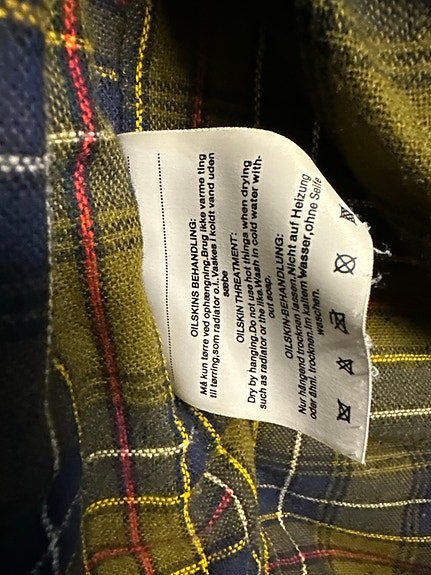 OILSKINS BEHANDLING:
Må kun tørre ved ophængning.Brug ikke varme ting
til tørring,som radiator o.l.Vaskes i koldt vand uden
sæbe
OILSKIN TREATMENT:
Dry by hanging.Do not use hot things when drying
such as radiator or the like.Wash in cold water with-
out soap.
OILSKIN-BEHANDLUNG:
Nur hängend trocknen lassen.Nicht auf Heizung
oder ähnl. trocknen.Im kaltem Wasser,ohne Seife
waschen.